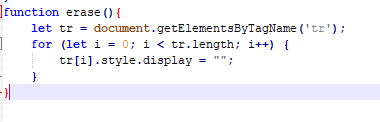 function erase(){
    let tr = document.getElementsByTagName('tr');
    for (let i = 0; i < tr.length; i++) {
        tr[i].style.display = "";
    }
}